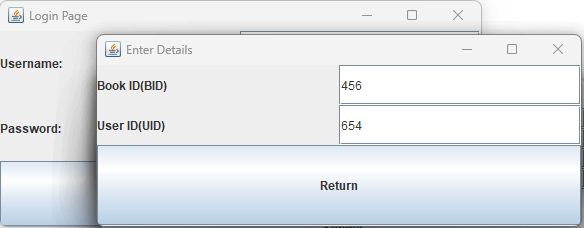 Login Page
Enter Details
Username:
Book ID(BID) 456
User ID(UID) 654
Password:
Return